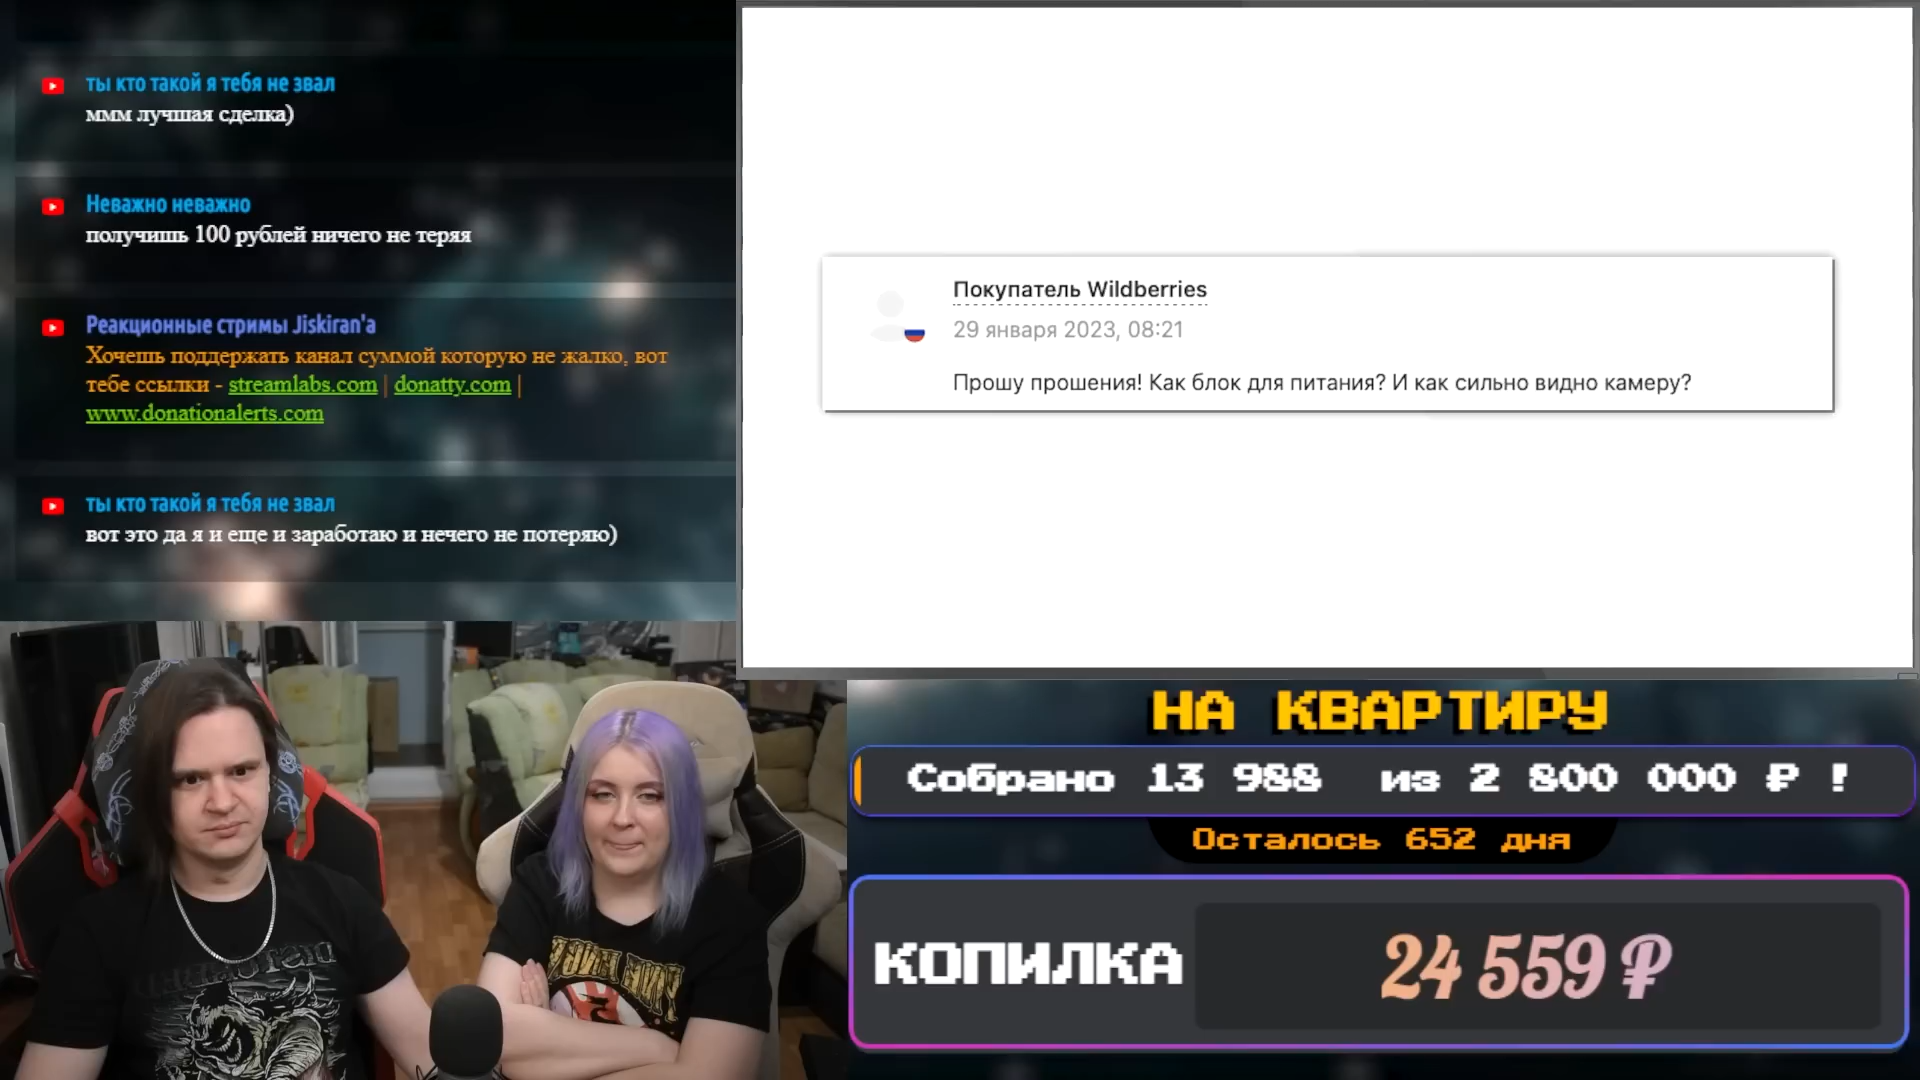 ты кто такой я тебя не звал
ммм лучшая сделка)
Неважно неважно
получишь 100 рублей ничего не теряя
Реакционные стримы Jiskiran'a
Хочешь поддержать канал суммой которую не жалко, вот
тебе ссылки - streamlabs.com | donatty.com |
www.donationalerts.com
ты кто такой я тебя не звал
вот это да я и еще и заработаю и нечего не потеряю)
Покупатель Wildberries
29 января 2023, 08:21
Прошу прошения! Как блок для питания? И как сильно видно камеру?
НА КВАРТИРУ
Собрано 13 988 из 2 800 000 ₽ !
Осталось 652 дня
КОПИЛКА
24 559 ₽